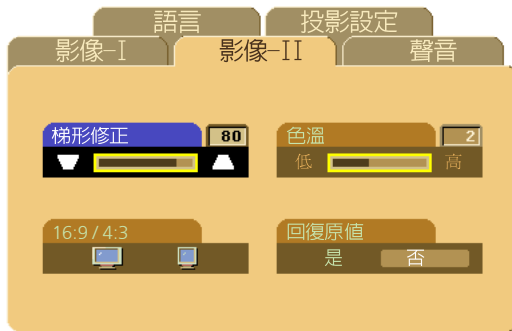 語言 投影設定
影像-I 影像-II 聲音
梯形修正 80 色溫 2
低 高
16:9 / 4:3 回復原值
是 否